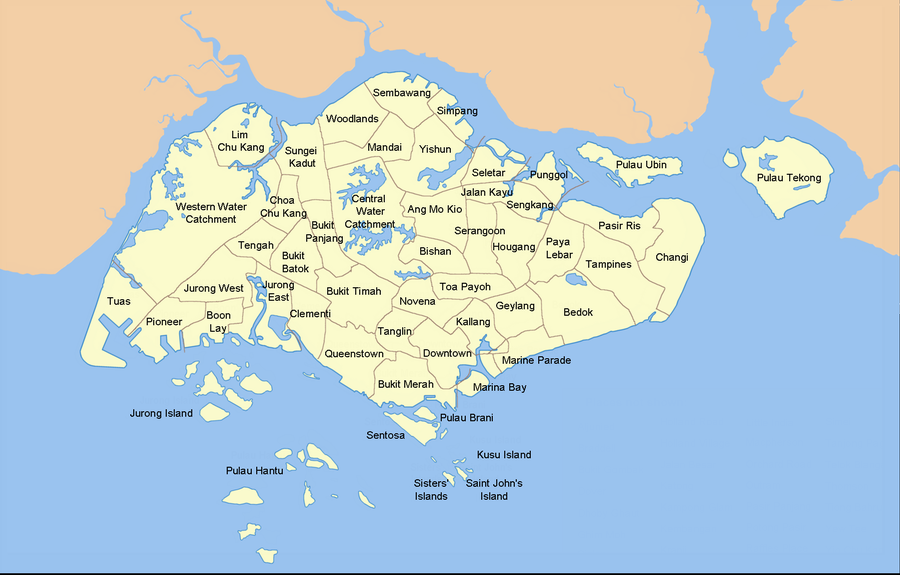 Sembawang
Simpang
Woodlands
Lim
Chu Kang
Mandai
Yishun
Sungei
Kadut
Seletar
Punggol
Pulau Ubin
Pulau Tekong
Jalan Kayu
Sengkang
Western Water
Catchment
Choa
Chu Kang
Central
Water
Catchment
Ang Mo Kio
Bukit
Panjang
Serangoon
Hougang
Paya
Lebar
Pasir Ris
Tampines
Changi
Tengah
Bukit
Batok
Bishan
Tuas
Jurong West
Jurong
East
Bukit Timah
Toa Payoh
Novena
Geylang
Bedok
Pioneer
Boon
Lay
Clementi
Kallang
Tanglin
Queenstown
Downtown
Marine Parade
Bukit Merah
Marina Bay
Jurong Island
Pulau Brani
Sentosa
Kusu Island
Pulau Hantu
Sisters'
Islands
Saint John's
Island